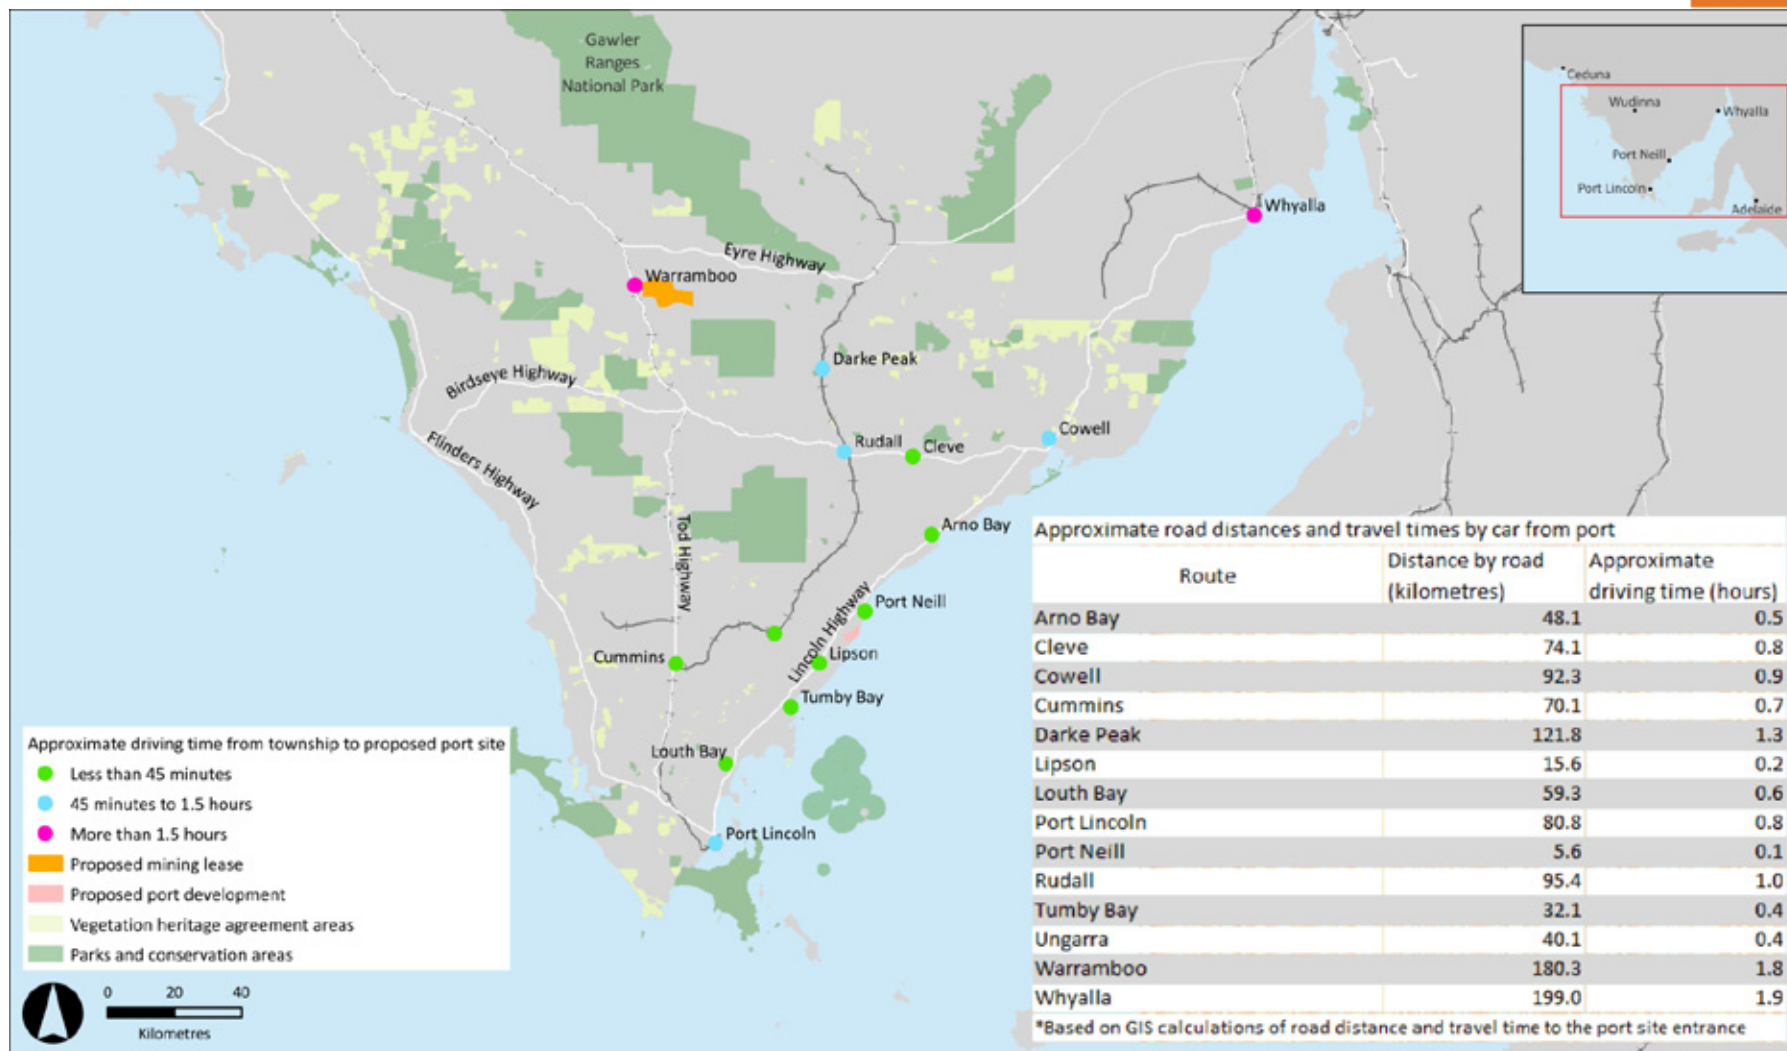 Gawler
Ranges
National Park
Eyre Highway
Warramboo
Whyalla
Darke Peak
Birdseye Highway
Flinders Highway
Rudall
Cleve
Cowell
Tod Highway
Arno Bay
Lincoln Highway
Port Neill
Cummins
Lipson
Tumby Bay
Louth Bay
Port Lincoln
Ceduna
Wudinna
Whyalla
Port Neill
Port Lincoln
Adelaide
Approximate driving time from township to proposed port site
Less than 45 minutes
45 minutes to 1.5 hours
More than 1.5 hours
Proposed mining lease
Proposed port development
Vegetation heritage agreement areas
Parks and conservation areas
0 20 40
Kilometres
Approximate road distances and travel times by car from port
Route Distance by road Approximate
(kilometres) driving time (hours)
Arno Bay 48.1 0.5
Cleve 74.1 0.8
Cowell 92.3 0.9
Cummins 70.1 0.7
Darke Peak 121.8 1.3
Lipson 15.6 0.2
Louth Bay 59.3 0.6
Port Lincoln 80.8 0.8
Port Neill 5.6 0.1
Rudall 95.4 1.0
Tumby Bay 32.1 0.4
Ungarra 40.1 0.4
Warramboo 180.3 1.8
Whyalla 199.0 1.9
*Based on GIS calculations of road distance and travel time to the port site entrance